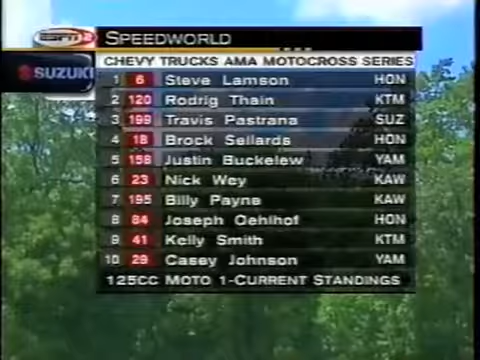 ESPN2 SPEEDWORLD
CHEVY TRUCKS AMA MOTOCROSS SERIES
SUZUKI
1 6 STEVE LAMSON HON
2 120 RODRIG THAIN KTM
3 199 TRAVIS PASTRANA SUZ
4 18 BROCK SELLARDS HON
5 158 JUSTIN BUCKELEW YAM
6 23 NICK WEY KAW
7 195 BILLY PAYNE KAW
8 84 JOSEPH OEHLHOF HON
9 41 KELLY SMITH KTM
10 29 CASEY JOHNSON YAM
125CC MOTO 1-CURRENT STANDINGS